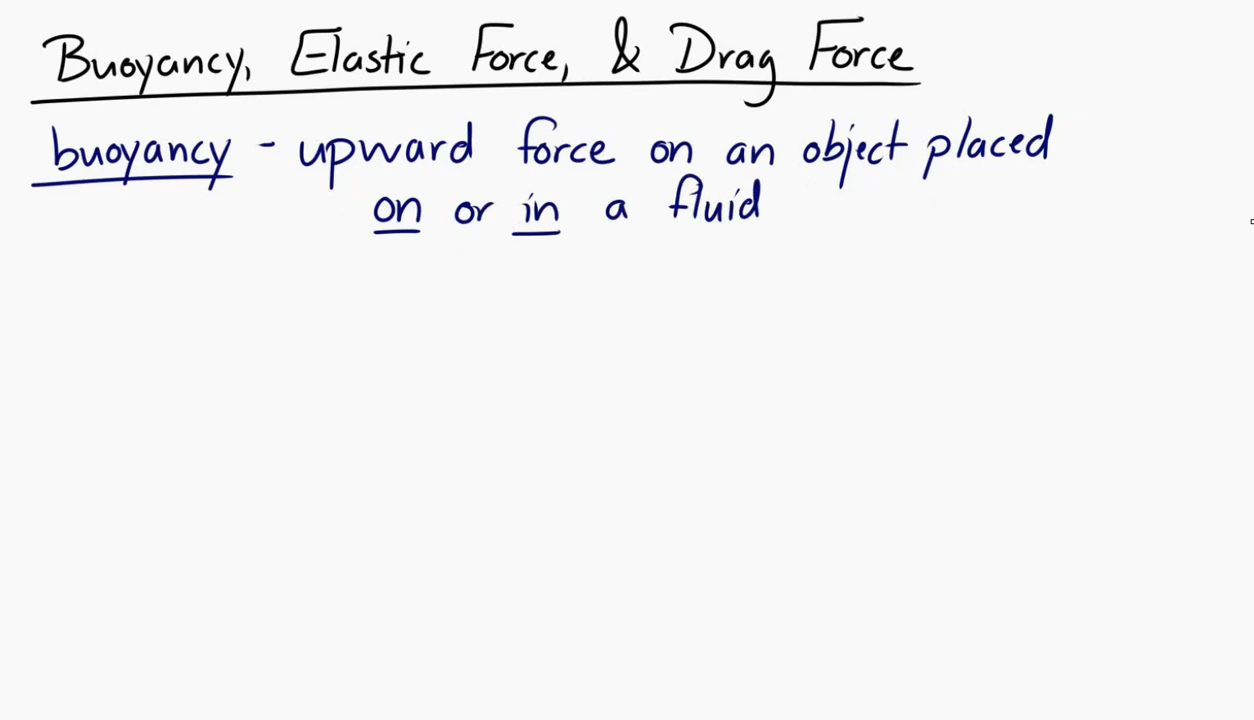 Buoyancy, Elastic Force, & Drag Force
buoyancy - upward force on an object placed
on or in a fluid